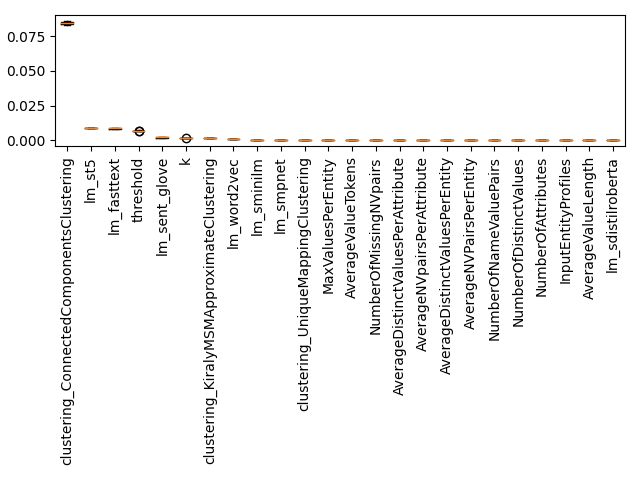 0.075
0.050
0.025
0.000
clustering_ConnectedComponentsClustering
lm_st5
lm_fasttext
threshold
lm_sent_glove
k
clustering_KiralyMSMApproximateClustering
lm_word2vec
lm_sminilm
lm_smpnet
clustering_UniqueMappingClustering
MaxValuesPerEntity
AverageValueTokens
NumberOfMissingNVpairs
AverageDistinctValuesPerAttribute
AverageNVpairsPerAttribute
AverageDistinctValuesPerEntity
AverageNVPairsPerEntity
NumberOfNameValuePairs
NumberOfDistinctValues
NumberOfAttributes
InputEntityProfiles
AverageValueLength
lm_sdistilroberta